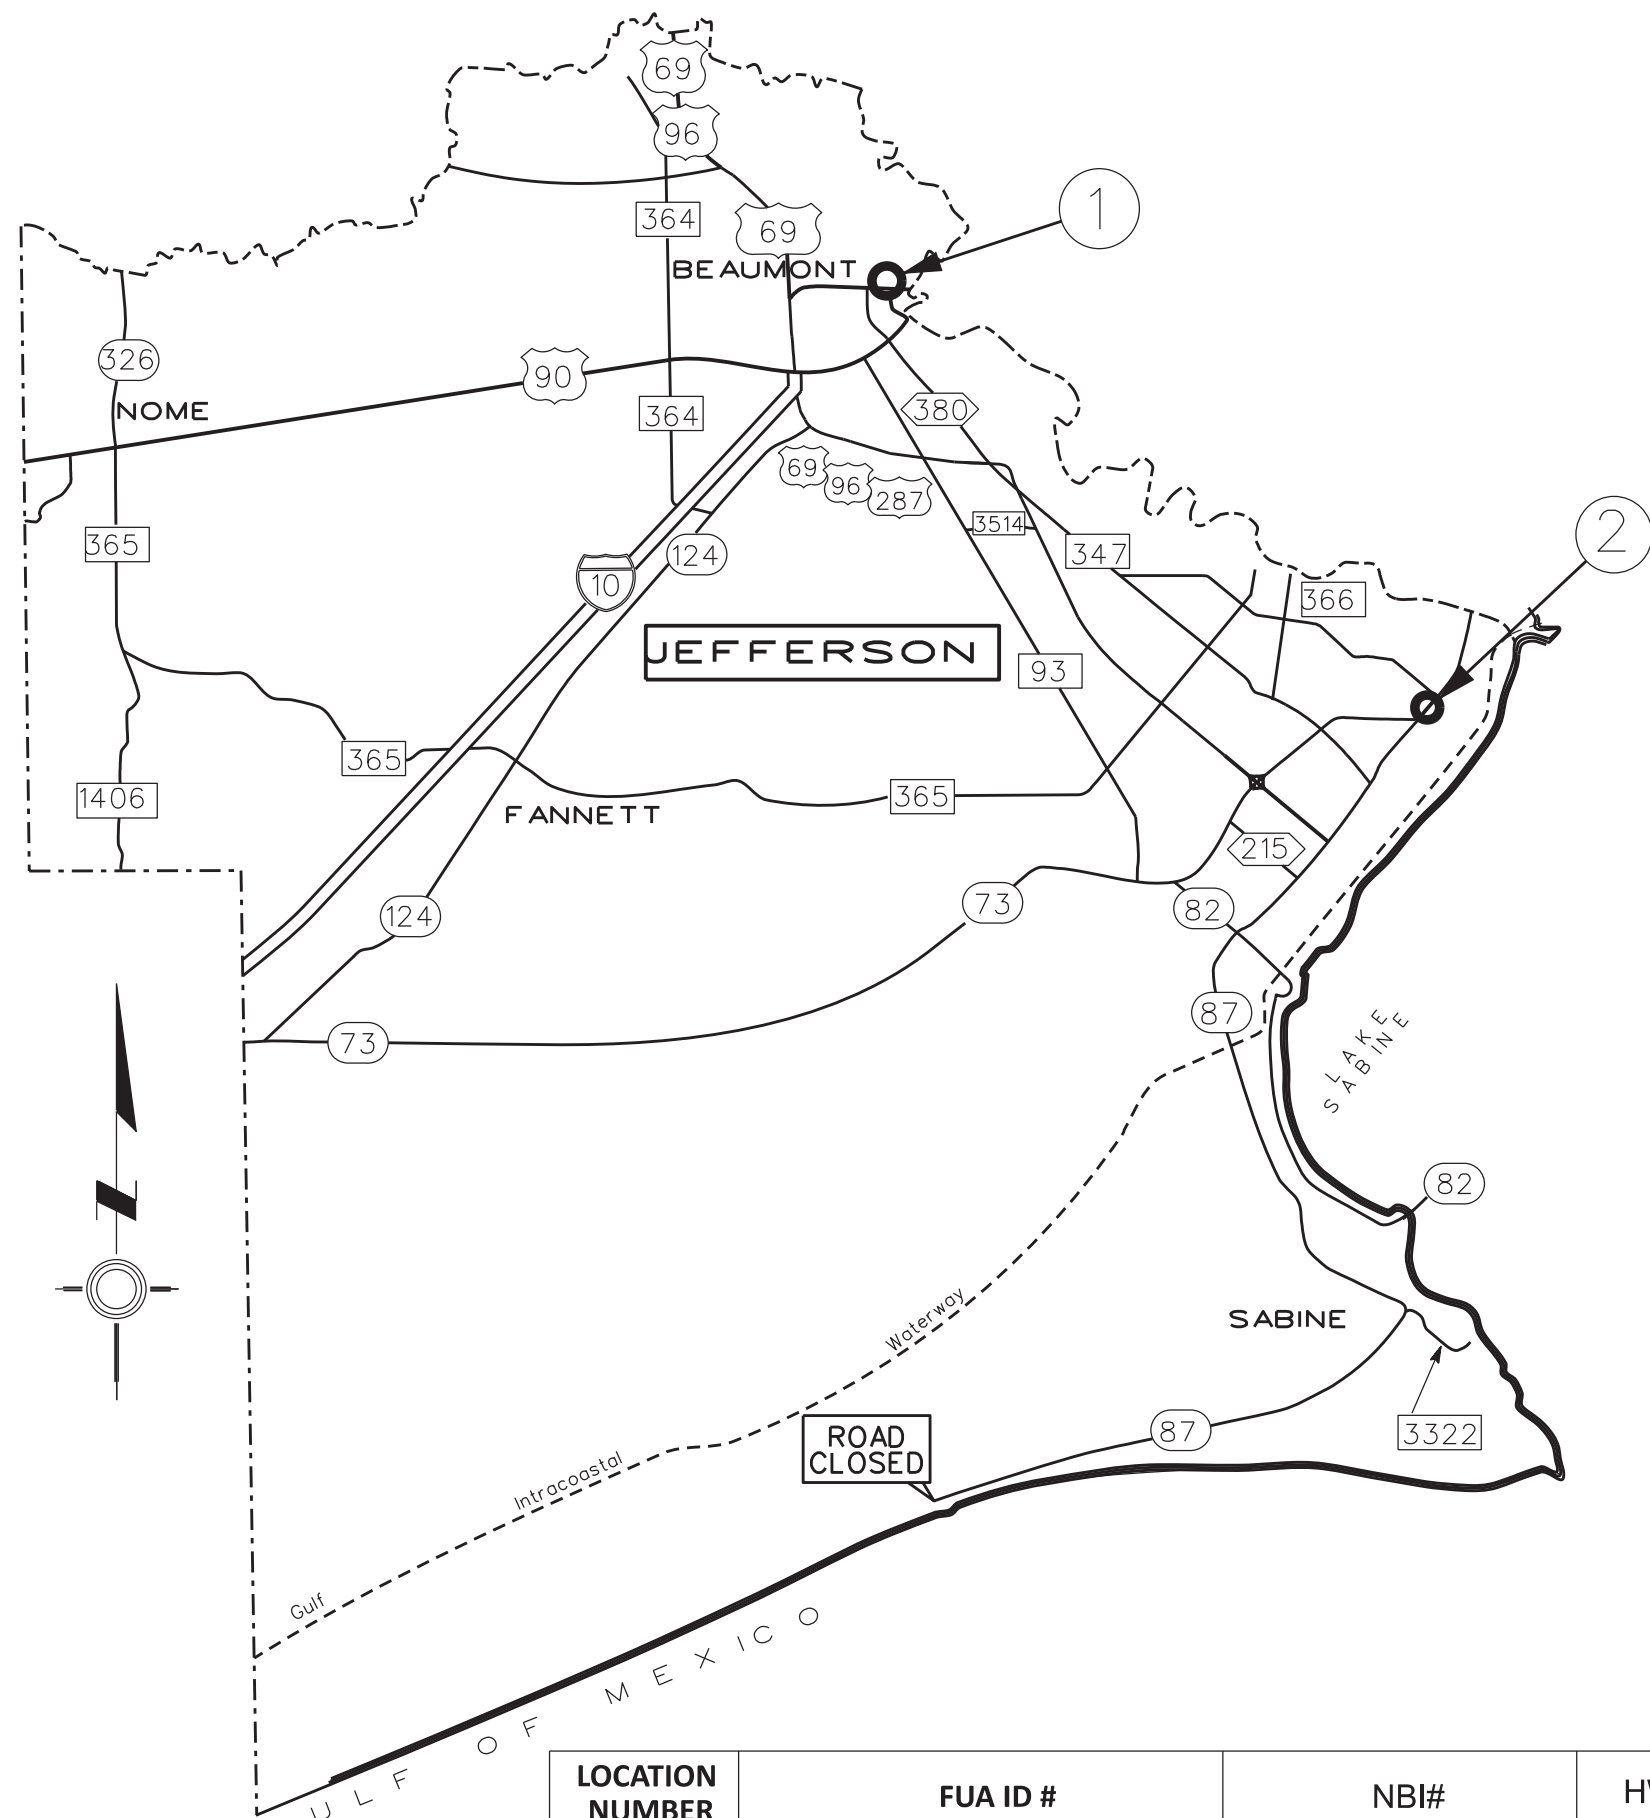 69
96
1
364
69
BEAUMONT
326
90
NOME
364
380
69
96
287
3514
2
365
124
347
10
366
JEFFERSON
93
365
1406
365
FANNETT
215
124
73
82
87
73
LAKE
SABINE
82
Waterway
SABINE
ROAD
CLOSED
87
3322
Intracoastal
Gulf
ULF OF MEXICO
LOCATION
NUMBER
FUA ID #
NBI#